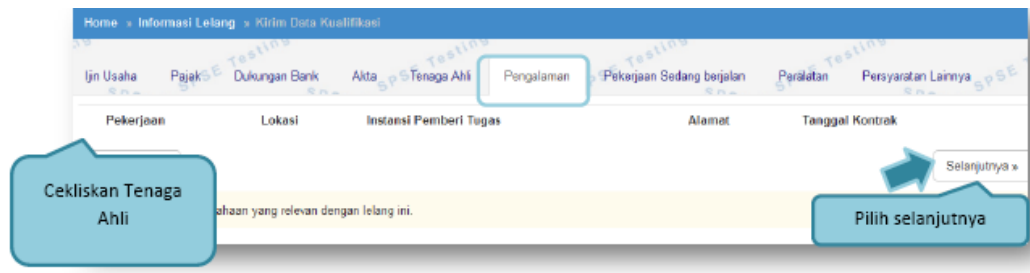 Home » Informasi Lelang » Kirim Data Kualifikasi
Ijin Usaha Pajak Dukungan Bank Akta Tenaga Ahli Pengalaman Pekerjaan Sedang berjalan Peralatan Persyaratan Lainnya
Pekerjaan Lokasi Instansi Pemberi Tugas Alamat Tanggal Kontrak
Selanjutnya »
Cekliskan Tenaga
Ahli
ahaan yang relevan dengan lelang ini.
Pilih selanjutnya